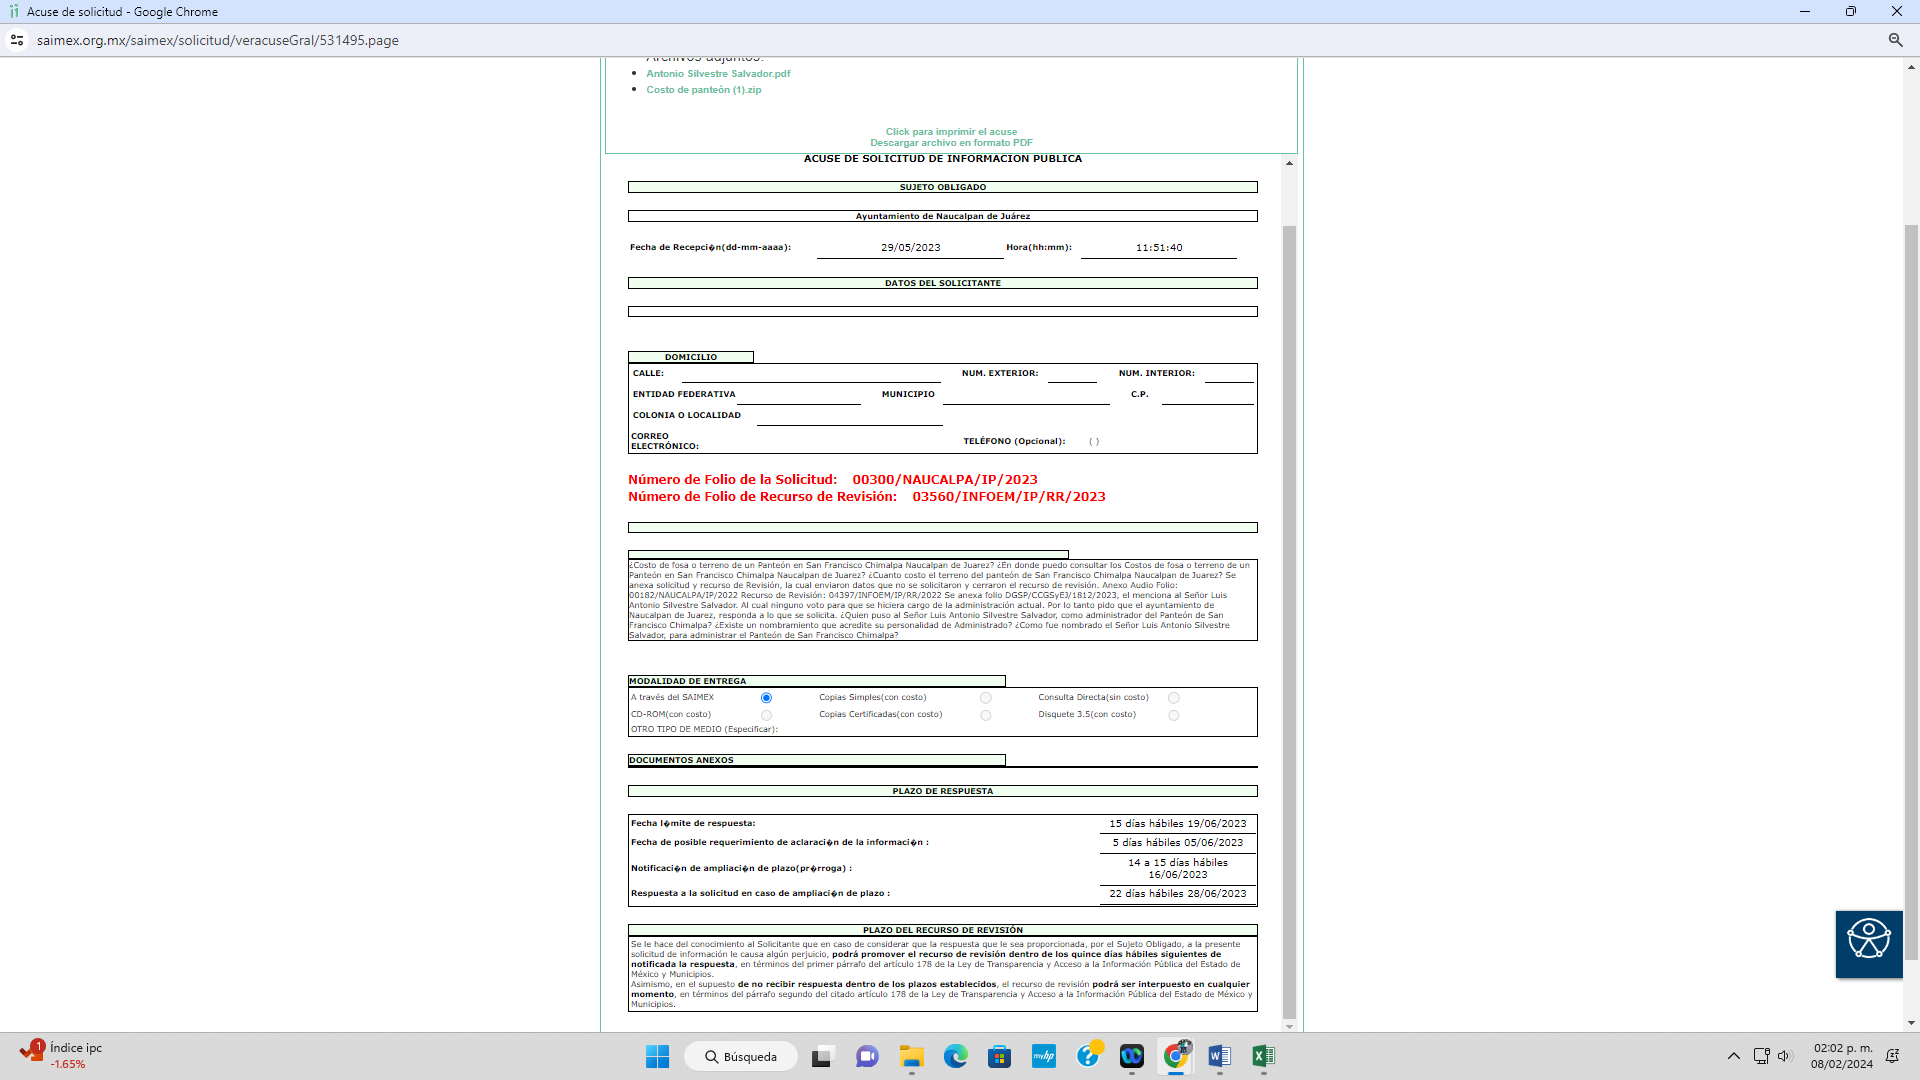 Acuse de solicitud - Google Chrome
saimex.org.mx/saimex/solicitud/veracuseGral/531495.page
Archivos adjuntos:
Antonio Silvestre Salvador.pdf
Costo de panteón (1).zip
Click para imprimir el acuse
Descargar archivo en formato PDF
ACUSE DE SOLICITUD DE INFORMACIÓN PÚBLICA
SUJETO OBLIGADO
Ayuntamiento de Naucalpan de Juárez
Fecha de Recepci�n(dd-mm-aaaa): 29/05/2023 Hora(hh:mm): 11:51:40
DATOS DEL SOLICITANTE
DOMICILIO
CALLE: NUM. EXTERIOR: NUM. INTERIOR:
ENTIDAD FEDERATIVA MUNICIPIO C.P.
COLONIA O LOCALIDAD
CORREO
ELECTRÓNICO: TELÉFONO (Opcional): ( )
Número de Folio de la Solicitud: 00300/NAUCALPA/IP/2023
Número de Folio de Recurso de Revisión: 03560/INFOEM/IP/RR/2023
¿Costo de fosa o terreno de un Panteón en San Francisco Chimalpa Naucalpan de Juarez? ¿En donde puedo consultar los Costos de fosa o terreno de un
Panteón en San Francisco Chimalpa Naucalpan de Juarez? ¿Cuanto costo el terreno del panteón de San Francisco Chimalpa Naucalpan de Juarez? Se
anexa solicitud y recurso de Revisión, la cual enviaron datos que no se solicitaron y cerraron el recurso de revisión. Anexo Audio Folio:
00182/NAUCALPA/IP/2022 Recurso de Revisión: 04397/INFOEM/IP/RR/2022 Se anexa folio DGSP/CCGSyEJ/1812/2023, el menciona al Señor Luis
Antonio Silvestre Salvador. Al cual ninguno voto para que se hiciera cargo de la administración actual. Por lo tanto pido que el ayuntamiento de
Naucalpan de Juarez, responda a lo que se solicita. ¿Quien puso al Señor Luis Antonio Silvestre Salvador, como administrador del Panteón de San
Francisco Chimalpa? ¿Existe un nombramiento que acredite su personalidad de Administrado? ¿Como fue nombrado el Señor Luis Antonio Silvestre
Salvador, para administrar el Panteón de San Francisco Chimalpa?
MODALIDAD DE ENTREGA
A través del SAIMEX Copias Simples(con costo) Consulta Directa(sin costo)
CD-ROM(con costo) Copias Certificadas(con costo) Disquete 3.5(con costo)
OTRO TIPO DE MEDIO (Especificar):
DOCUMENTOS ANEXOS
PLAZO DE RESPUESTA
Fecha l�mite de respuesta: 15 días hábiles 19/06/2023
Fecha de posible requerimiento de aclaraci�n de la informaci�n : 5 días hábiles 05/06/2023
Notificaci�n de ampliaci�n de plazo(pr�rroga) : 14 a 15 días hábiles
16/06/2023
Respuesta a la solicitud en caso de ampliaci�n de plazo : 22 días hábiles 28/06/2023
PLAZO DEL RECURSO DE REVISIÓN
Se le hace del conocimiento al Solicitante que en caso de considerar que la respuesta que le sea proporcionada, por el Sujeto Obligado, a la presente
solicitud de información le causa algún perjuicio, podrá promover el recurso de revisión dentro de los quince días hábiles siguientes de
notificada la respuesta, en términos del primer párrafo del artículo 178 de la Ley de Transparencia y Acceso a la Información Pública del Estado de
México y Municipios.
Asimismo, en el supuesto de no recibir respuesta dentro de los plazos establecidos, el recurso de revisión podrá ser interpuesto en cualquier
momento, en términos del párrafo segundo del citado artículo 178 de la Ley de Transparencia y Acceso a la Información Pública del Estado de México y
Municipios.
1 Índice ipc
-1.65%
Búsqueda
myhp
02:02 p. m.
08/02/2024